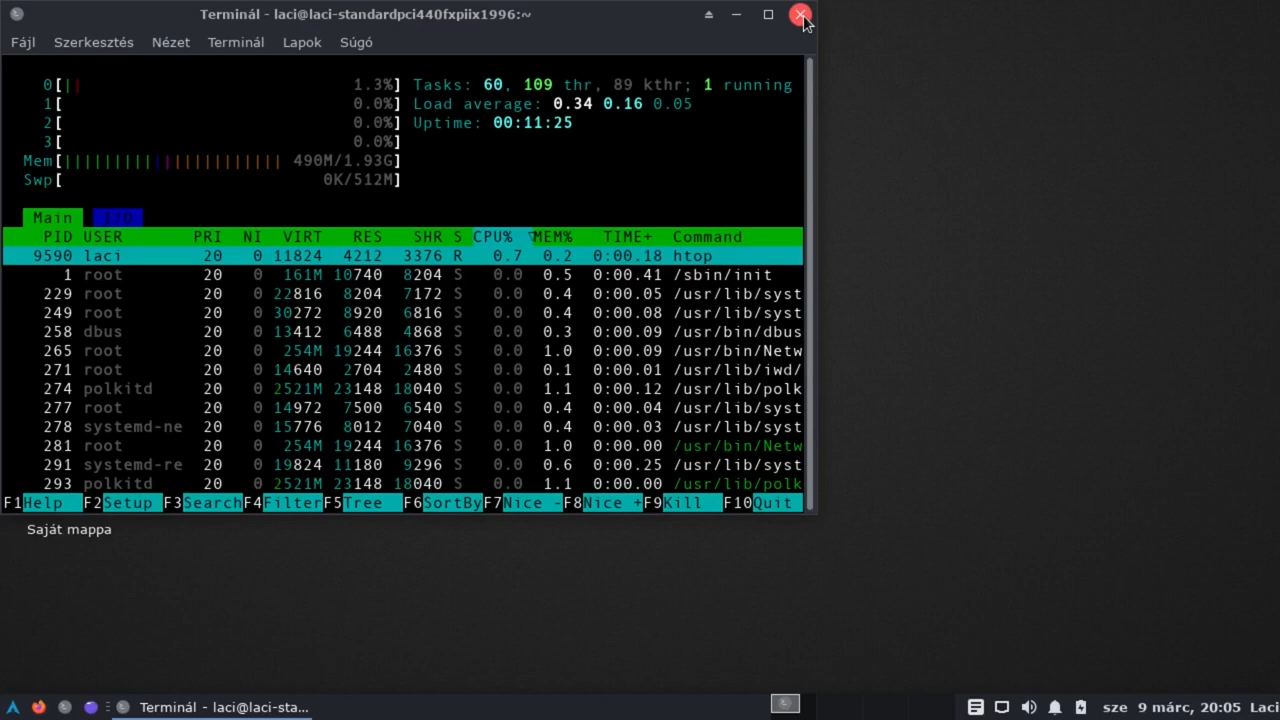 Terminál - laci@laci-standardpci440fxpiix1996:~
Fájl Szerkesztés Nézet Terminál Lapok Súgó
0[|| 1.3%] Tasks: 60, 109 thr, 89 kthr; 1 running
1[ 0.0%] Load average: 0.34 0.16 0.05
2[ 0.0%] Uptime: 00:11:25
3[ 0.0%]
Mem[|||||||||||||||||||||| 490M/1.93G]
Swp[ 0K/512M]
Main I/O
PID USER PRI NI VIRT RES SHR S CPU%▽MEM% TIME+ Command
9590 laci 20 0 11824 4212 3376 R 0.7 0.2 0:00.18 htop
1 root 20 0 161M 10740 8204 S 0.0 0.5 0:00.41 /sbin/init
229 root 20 0 22816 8204 7172 S 0.0 0.4 0:00.05 /usr/lib/syst
249 root 20 0 30272 8920 6816 S 0.0 0.4 0:00.08 /usr/lib/syst
258 dbus 20 0 13412 6488 4868 S 0.0 0.3 0:00.09 /usr/bin/dbus
265 root 20 0 254M 19244 16376 S 0.0 1.0 0:00.09 /usr/bin/Netw
271 root 20 0 14640 2704 2480 S 0.0 0.1 0:00.01 /usr/lib/iwd/
274 polkitd 20 0 2521M 23148 18040 S 0.0 1.1 0:00.12 /usr/lib/polk
277 root 20 0 14972 7500 6540 S 0.0 0.4 0:00.04 /usr/lib/syst
278 systemd-ne 20 0 15776 8012 7040 S 0.0 0.4 0:00.03 /usr/lib/syst
281 root 20 0 254M 19244 16376 S 0.0 1.0 0:00.00 /usr/bin/Netw
291 systemd-re 20 0 19824 11180 9296 S 0.0 0.6 0:00.25 /usr/lib/syst
293 polkitd 20 0 2521M 23148 18040 S 0.0 1.1 0:00.00 /usr/lib/polk
F1Help F2Setup F3SearchF4FilterF5Tree F6SortByF7Nice -F8Nice +F9Kill F10Quit
Saját mappa
Terminál - laci@laci-sta... sze 9 márc, 20:05 Laci